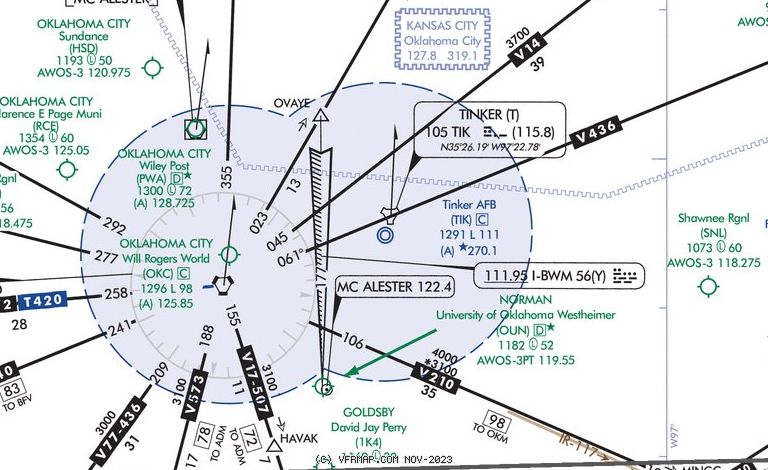 MC ALESTER
OKLAHOMA CITY
Sundance
(HSD)
1193 Ⓛ 50
AWOS-3 120.975
KANSAS CITY
Oklahoma City
127.8 319.1
3700
V14
39
OVAYE
TINKER (T)
105 TIK (115.8)
N35°26.19' W97°22.78'
V436
OKLAHOMA CITY
larence E Page Muni
(RCE)
1354 Ⓛ 60
AWOS-3 125.05
OKLAHOMA CITY
Wiley Post
(PWA) D★
1300 Ⓛ 72
(A) 128.725
355
13
023
045
061°
Rgnl
56
18.475
292
277
258
241
Tinker AFB
(TIK) C
1291 L 111
(A) ★270.1
Shawnee Rgnl
(SNL)
1073 Ⓛ 60
AWOS-3 118.275
OKLAHOMA CITY
Will Rogers World
(OKC) C
1296 L 98
(A) 125.85
111.95 I-BWM 56(Y)
MC ALESTER 122.4
2 T420
28
NORMAN
University of Oklahoma Westheimer
(OUN) D★
1182 Ⓛ 52
AWOS-3PT 119.55
188
155
106
4000
*3100
V210
35
209
3100
V573
3100
V17-507
11
83
TO BFV
3000
V77-436
31
17
78
TO ADM
72
TO ADM
7
HAVAK
GOLDSBY
David Jay Perry
(1K4)
98
TO OKM
IR-117
W97°
MINGG
(c) VFRMAP.COM NOV-2023